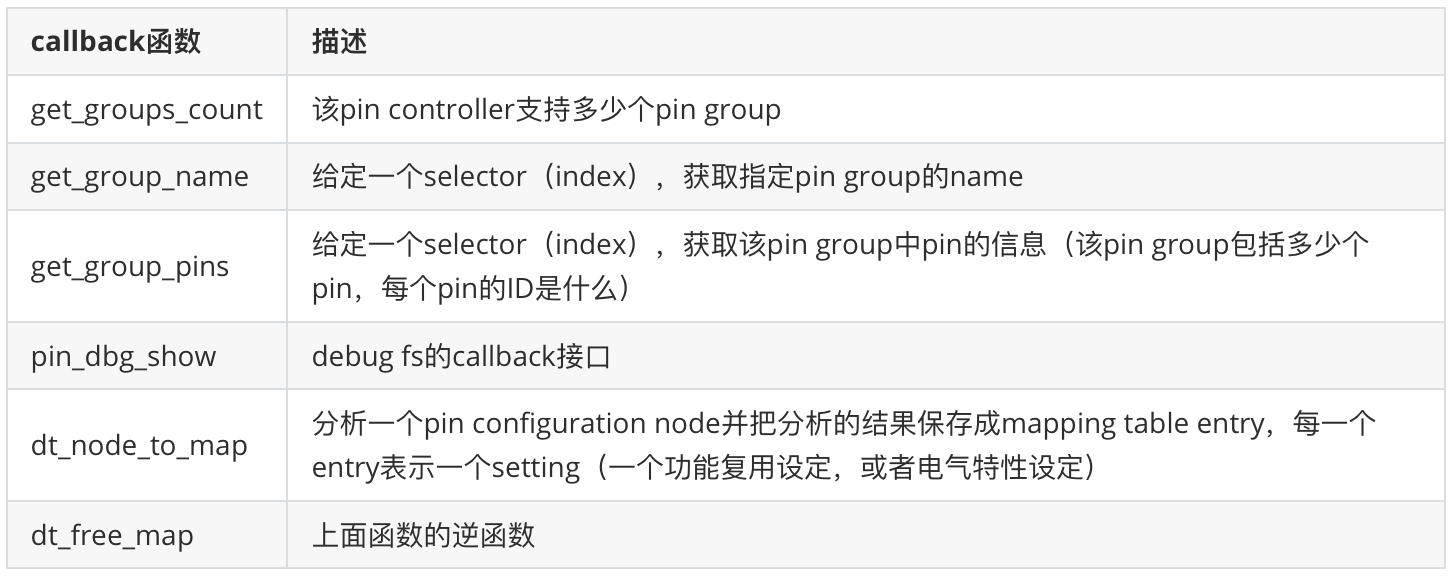 callback函数
描述
get_groups_count
该pin controller支持多少个pin group
get_group_name
给定一个selector（index），获取指定pin group的name
get_group_pins
给定一个selector（index），获取该pin group中pin的信息（该pin group包括多少个
pin，每个pin的ID是什么）
pin_dbg_show
debug fs的callback接口
dt_node_to_map
分析一个pin configuration node并把分析的结果保存成mapping table entry，每一个
entry表示一个setting（一个功能复用设定，或者电气特性设定）
dt_free_map
上面函数的逆函数